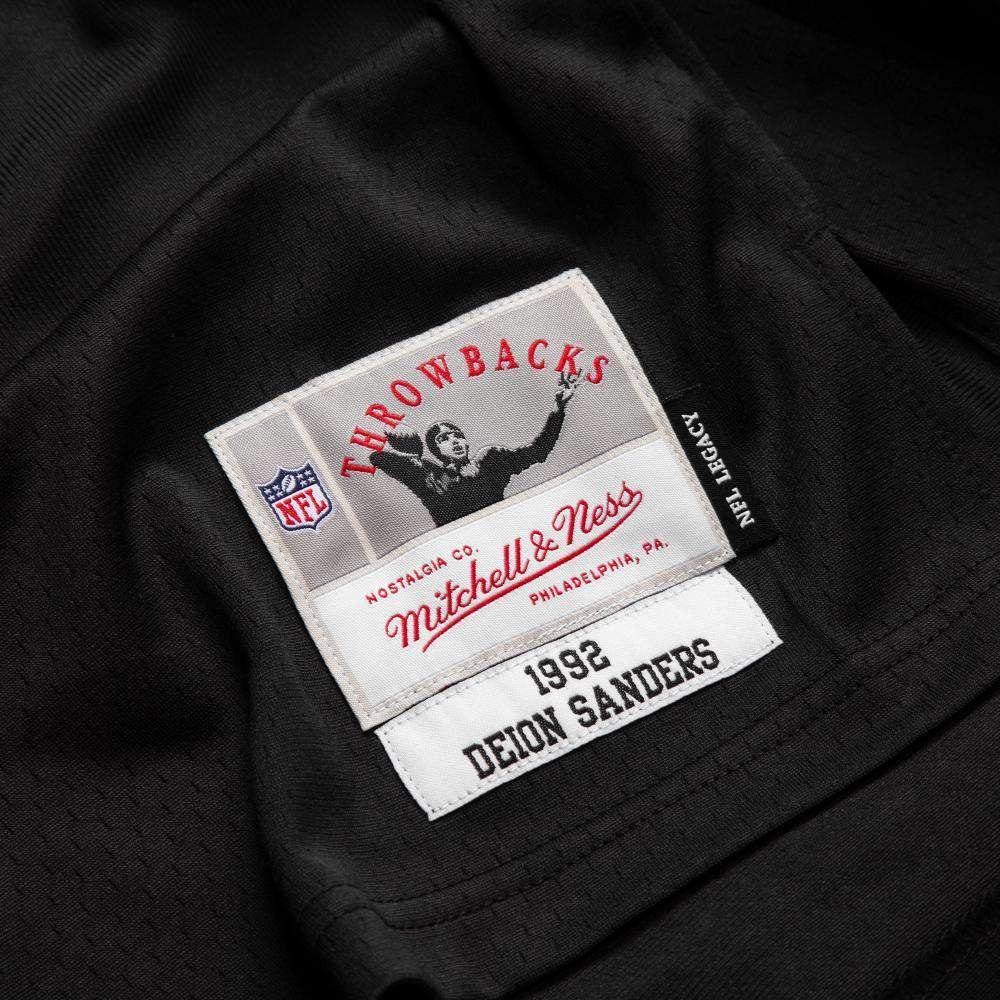 THROWBACKS
NFL
NOSTALGIA CO.
Mitchell & Ness
PHILADELPHIA, PA.
NFL LEGACY
1992
DEION SANDERS